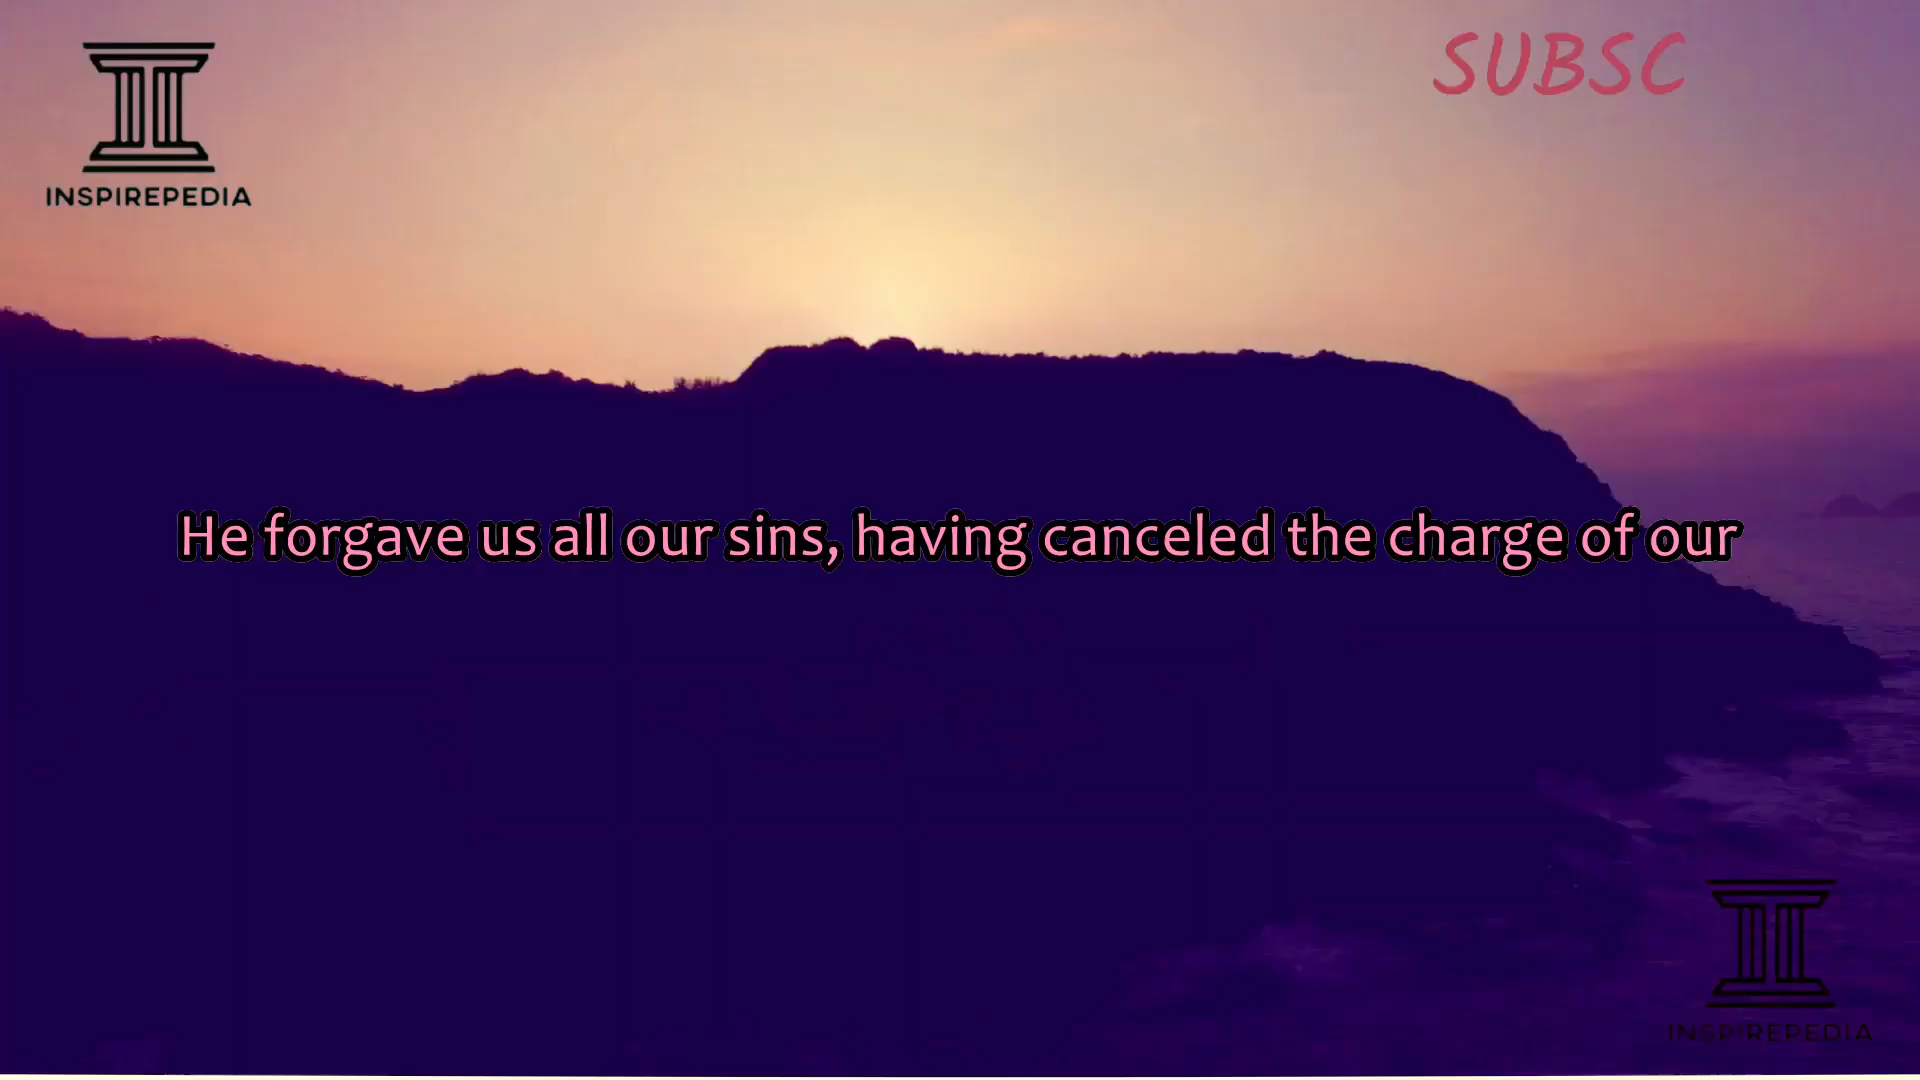 SUBSC
INSPIREPEDIA
He forgave us all our sins, having canceled the charge of our
INSPIREPEDIA